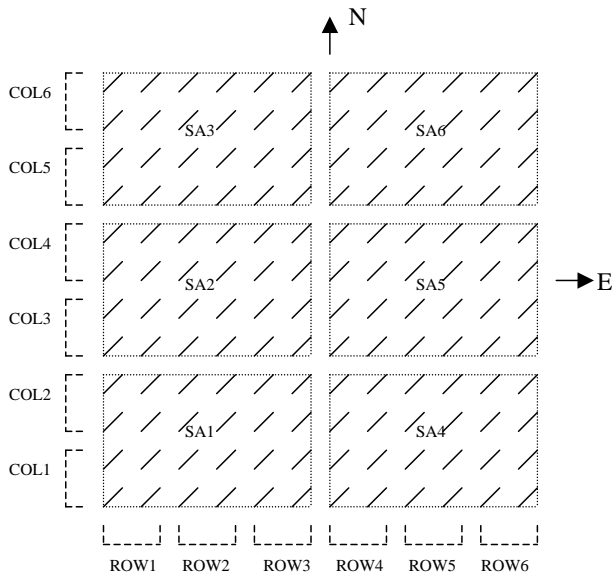 N
COL6
SA3 SA6
COL5
COL4
SA2 SA5 E
COL3
COL2
SA1 SA4
COL1
ROW1 ROW2 ROW3 ROW4 ROW5 ROW6